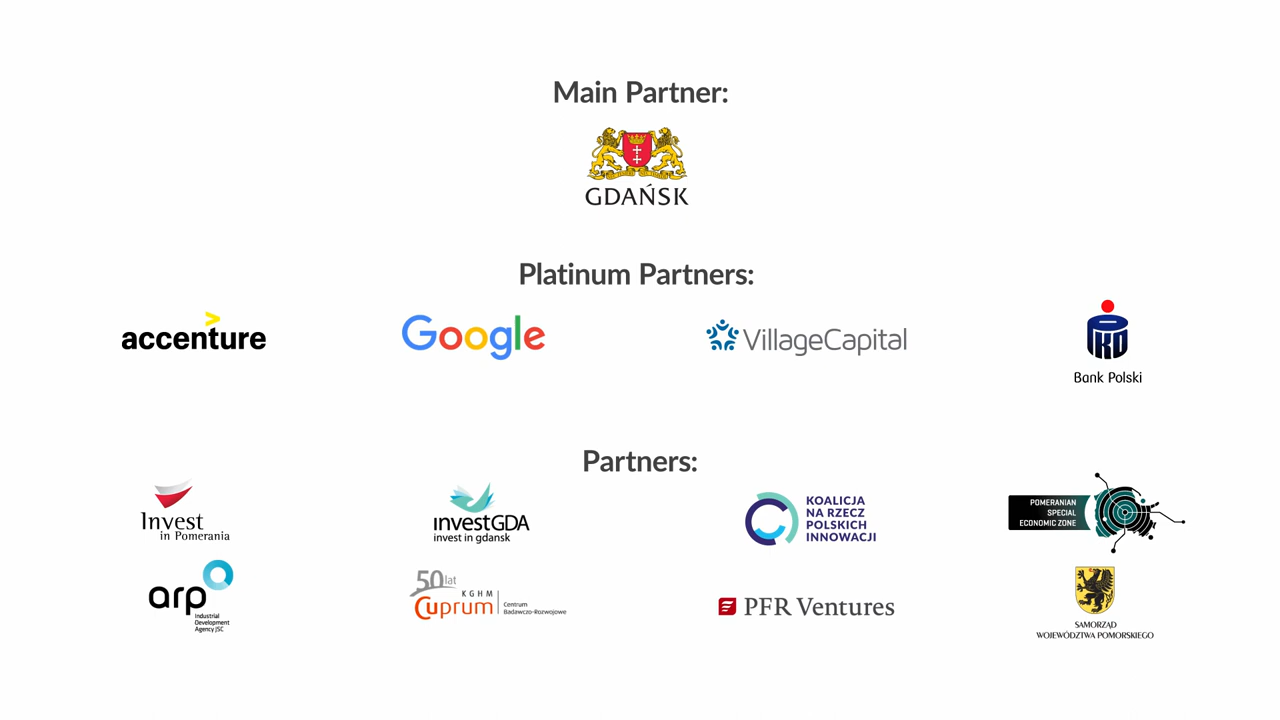 Main Partner:
GDAŃSK
Platinum Partners:
accenture
Google
VillageCapital
Bank Polski
Partners:
Invest
in Pomerania
investGDA
invest in gdansk
KOALICJA
NA RZECZ
POLSKICH
INNOWACJI
POMERANIAN
SPECIAL
ECONOMIC ZONE
arp
Industrial
Development
Agency JSC
50 lat
KGHM
Cuprum
Centrum
Badawczo-Rozwojowe
PFR Ventures
SAMORZĄD
WOJEWÓDZTWA POMORSKIEGO